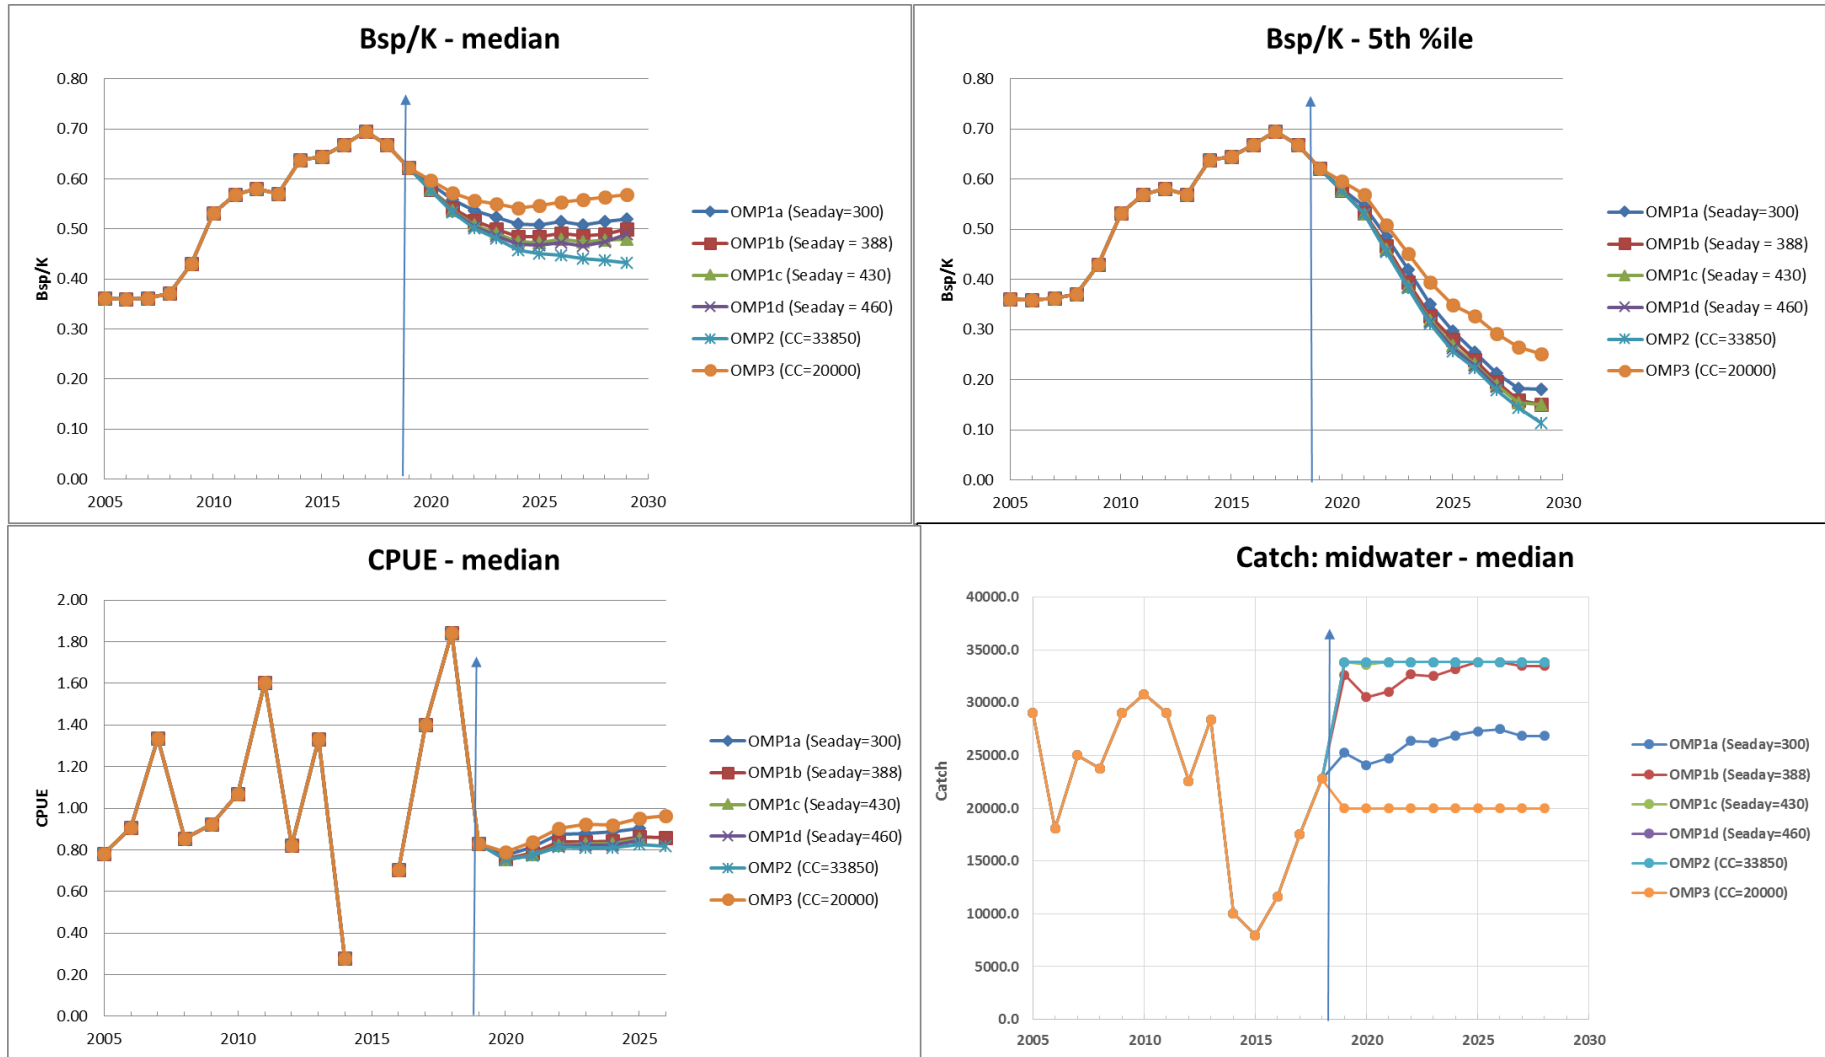 Bsp/K - median
0.80
0.70
0.60
0.50
0.40
0.30
0.20
0.10
0.00
Bsp/K
2005
2010
2015
2020
2025
2030
OMP1a (Seaday=300)
OMP1b (Seaday = 388)
OMP1c (Seaday = 430)
OMP1d (Seaday = 460)
OMP2 (CC=33850)
OMP3 (CC=20000)
Bsp/K - 5th %ile
0.80
0.70
0.60
0.50
0.40
0.30
0.20
0.10
0.00
Bsp/K
2005
2010
2015
2020
2025
2030
OMP1a (Seaday=300)
OMP1b (Seaday = 388)
OMP1c (Seaday = 430)
OMP1d (Seaday = 460)
OMP2 (CC=33850)
OMP3 (CC=20000)
CPUE - median
2.00
1.80
1.60
1.40
1.20
1.00
0.80
0.60
0.40
0.20
0.00
CPUE
2005
2010
2015
2020
2025
OMP1a (Seaday=300)
OMP1b (Seaday=388)
OMP1c (Seaday=430)
OMP1d (Seaday=460)
OMP2 (CC=33850)
OMP3 (CC=20000)
Catch: midwater - median
40000.0
35000.0
30000.0
25000.0
20000.0
15000.0
10000.0
5000.0
0.0
Catch
2005
2010
2015
2020
2025
2030
OMP1a (Seaday=300)
OMP1b (Seaday=388)
OMP1c (Seaday=430)
OMP1d (Seaday=460)
OMP2 (CC=33850)
OMP3 (CC=20000)